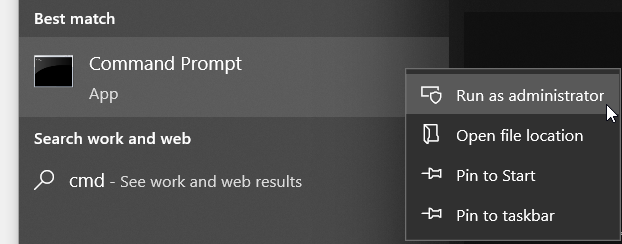 Best match
Command Prompt
App
Search work and web
cmd - See work and web results
Run as administrator
Open file location
Pin to Start
Pin to taskbar